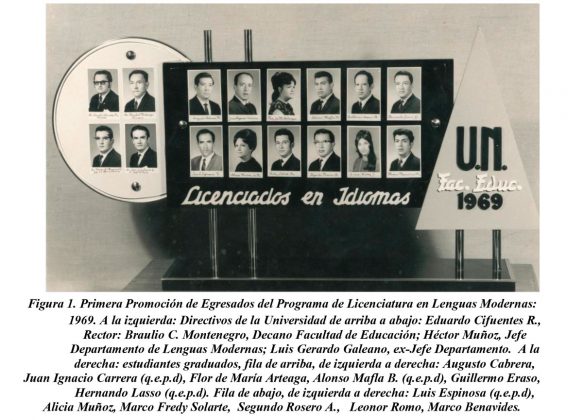 U.N.
Fac. Educ.
1969
Licenciados en Idiomas
Figura 1. Primera Promoción de Egresados del Programa de Licenciatura en Lenguas Modernas:
1969. A la izquierda: Directivos de la Universidad de arriba a abajo: Eduardo Cifuentes R.,
Rector: Braulio C. Montenegro, Decano Facultad de Educación; Héctor Muñoz, Jefe
Departamento de Lenguas Modernas; Luis Gerardo Galeano, ex-Jefe Departamento. A la
derecha: estudiantes graduados, fila de arriba, de izquierda a derecha: Augusto Cabrera,
Juan Ignacio Carrera (q.e.p.d), Flor de María Arteaga, Alonso Mafla B. (q.e.p.d), Guillermo Eraso,
Hernando Lasso (q.e.p.d). Fila de abajo, de izquierda a derecha: Luis Espinosa (q.e.p.d),
Alicia Muñoz, Marco Fredy Solarte, Segundo Rosero A., Leonor Romo, Marco Benavides.